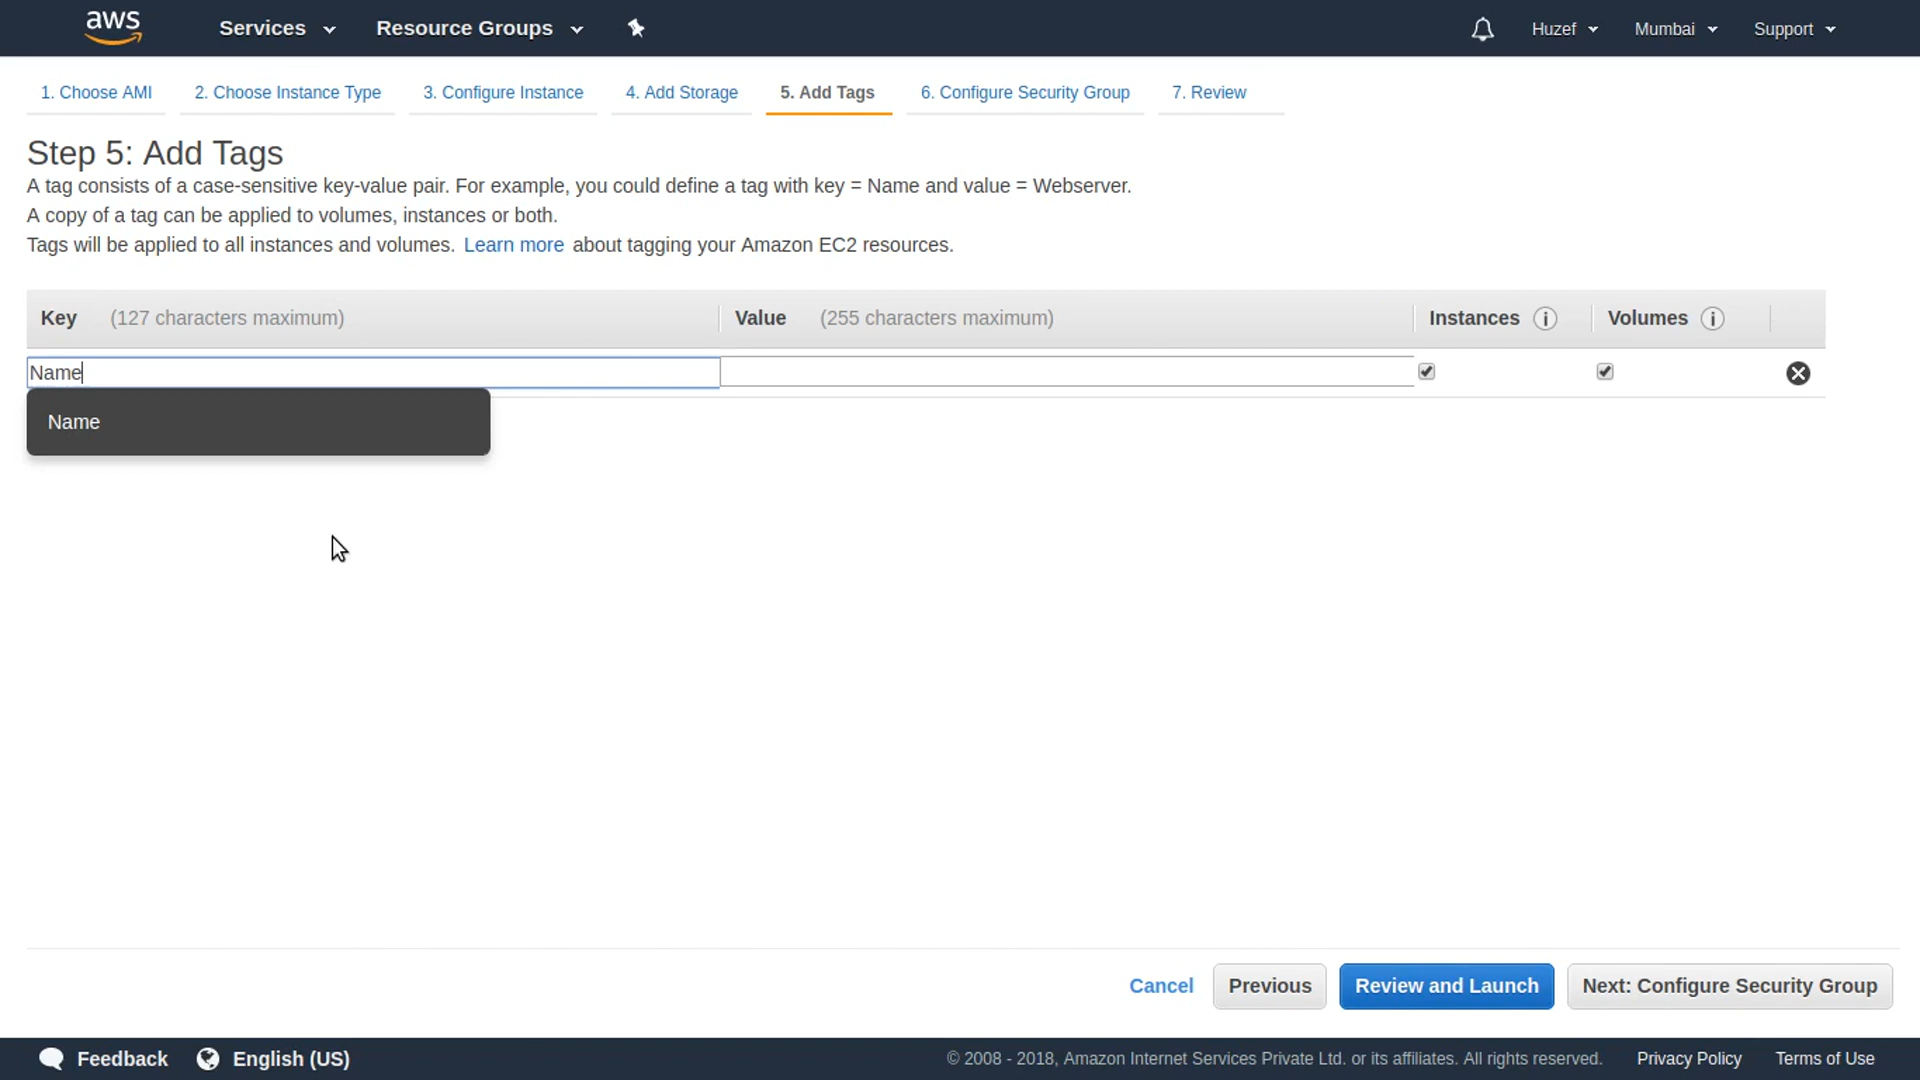 aws Services Resource Groups Huzef Mumbai Support
1. Choose AMI 2. Choose Instance Type 3. Configure Instance 4. Add Storage 5. Add Tags 6. Configure Security Group 7. Review
Step 5: Add Tags
A tag consists of a case-sensitive key-value pair. For example, you could define a tag with key = Name and value = Webserver.
A copy of a tag can be applied to volumes, instances or both.
Tags will be applied to all instances and volumes. Learn more about tagging your Amazon EC2 resources.
Key (127 characters maximum) Value (255 characters maximum) Instances i Volumes i
Name
Name
Cancel Previous Review and Launch Next: Configure Security Group
Feedback English (US) © 2008 - 2018, Amazon Internet Services Private Ltd. or its affiliates. All rights reserved. Privacy Policy Terms of Use